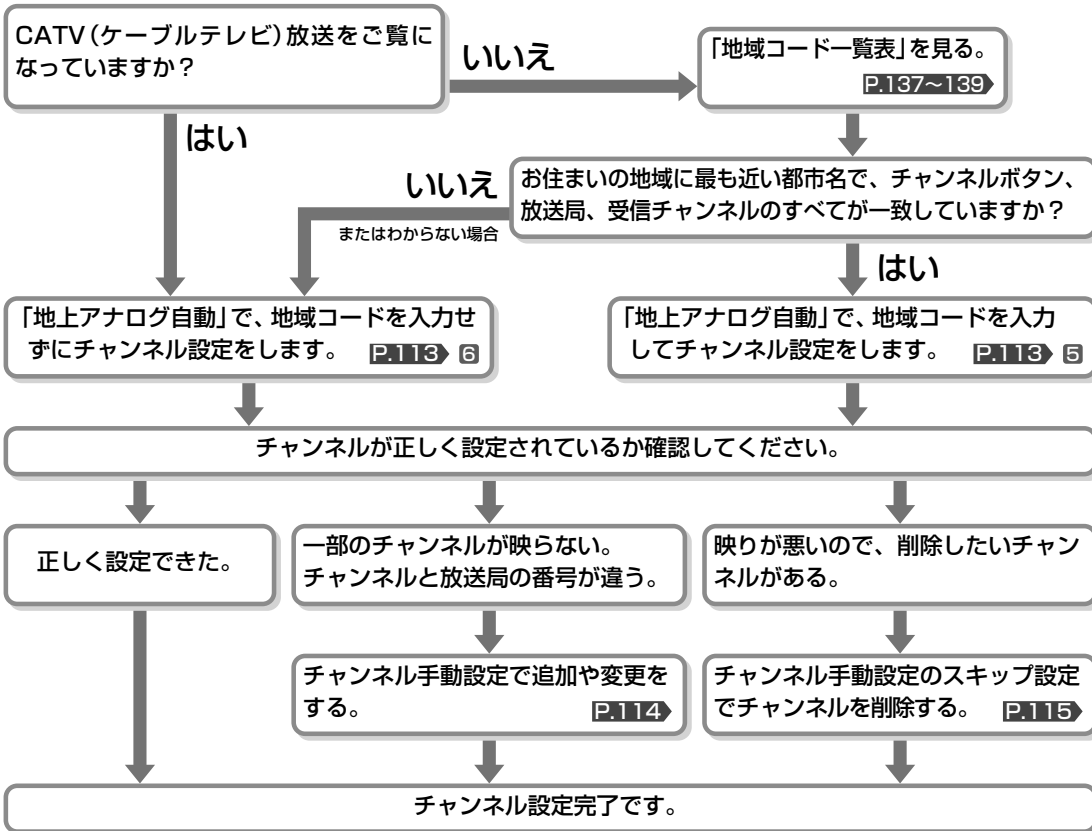 CATV（ケーブルテレビ）放送をご覧に
なっていますか？
いいえ
「地域コード一覧表」を見る。
P.137～139
はい
いいえ
またはわからない場合
お住まいの地域に最も近い都市名で、チャンネルボタン、
放送局、受信チャンネルのすべてが一致していますか？
はい
「地上アナログ自動」で、地域コードを入力せ
ずにチャンネル設定をします。 P.113 6
「地上アナログ自動」で、地域コードを入力
してチャンネル設定をします。 P.113 5
チャンネルが正しく設定されているか確認してください。
正しく設定できた。
一部のチャンネルが映らない。
チャンネルと放送局の番号が違う。
映りが悪いので、削除したいチャン
ネルがある。
チャンネル手動設定で追加や変更を
する。 P.114
チャンネル手動設定のスキップ設定
でチャンネルを削除する。 P.115
チャンネル設定完了です。